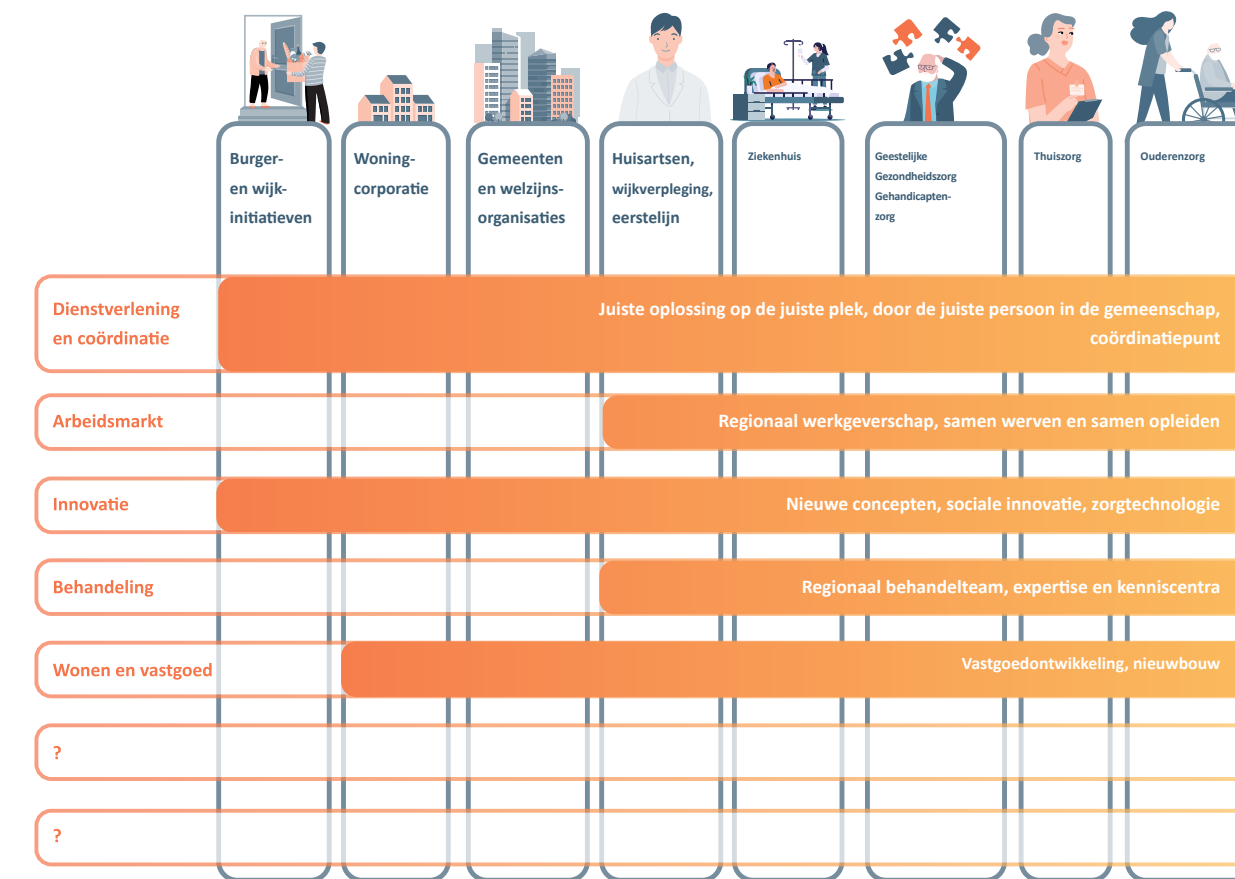 Burger-
en wijk-
initiatieven
Woning-
corporatie
Gemeenten
en welzijns-
organisaties
Huisartsen,
wijkverpleging,
eerstelijn
Ziekenhuis
Geestelijke
Gezondheidszorg
Gehandicapten-
zorg
Thuiszorg
Ouderenzorg
Dienstverlening
en coördinatie
Juiste oplossing op de juiste plek, door de juiste persoon in de gemeenschap,
coördinatiepunt
Arbeidsmarkt
Regionaal werkgeverschap, samen werven en samen opleiden
Innovatie
Nieuwe concepten, sociale innovatie, zorgtechnologie
Behandeling
Regionaal behandelteam, expertise en kenniscentra
Wonen en vastgoed
Vastgoedontwikkeling, nieuwbouw
?
?